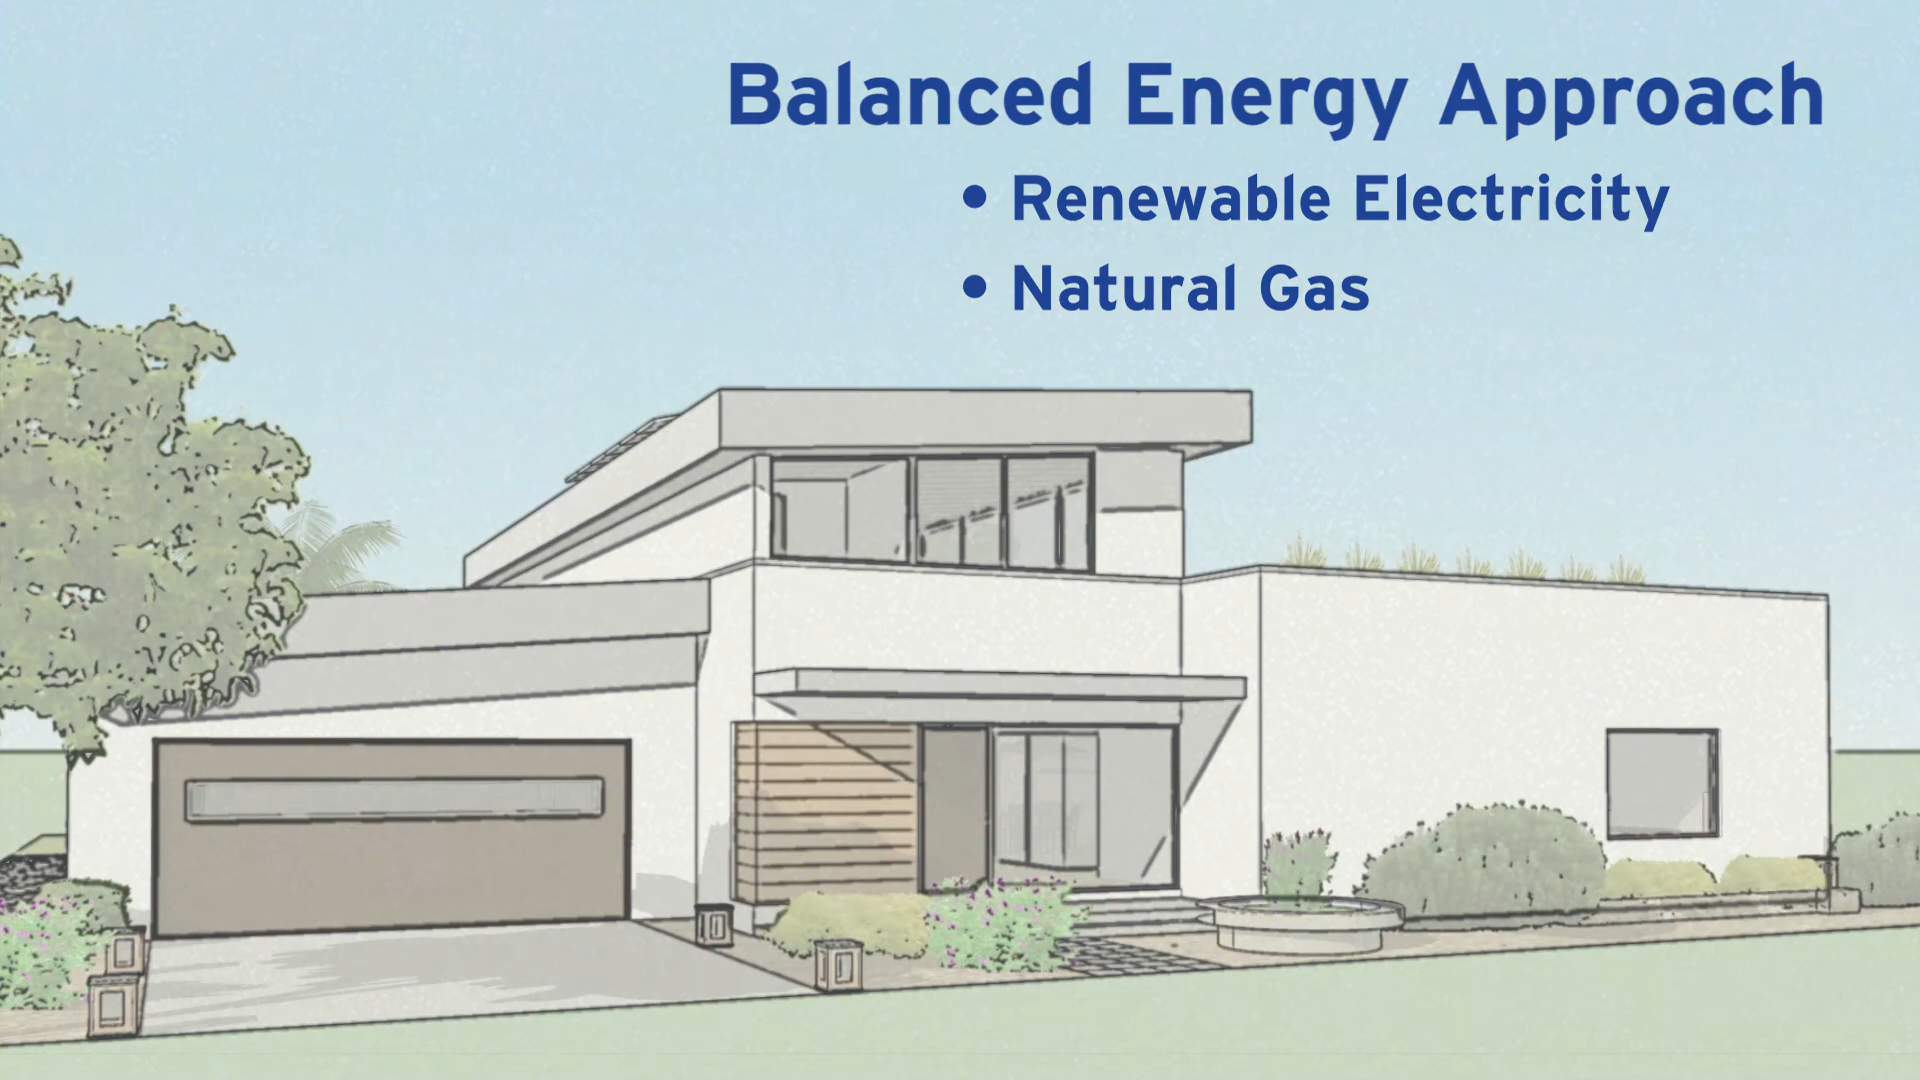 Balanced Energy Approach
• Renewable Electricity
• Natural Gas